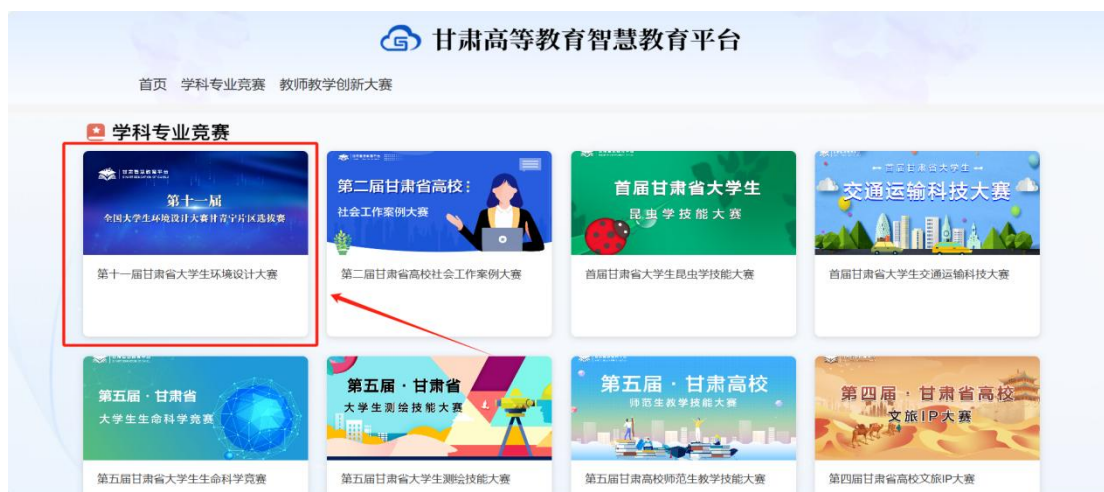 甘肃高等教育智慧教育平台
首页 学科专业竞赛 教师教学创新大赛
学科专业竞赛
第十一届
全国大学生环境设计大赛甘青宁片区选拔赛
第十一届甘肃省大学生环境设计大赛
第二届甘肃省高校:
社会工作案例大赛
第二届甘肃省高校社会工作案例大赛
首届甘肃省大学生
昆虫学技能大赛
首届甘肃省大学生昆虫学技能大赛
首届甘肃省大学生
交通运输科技大赛
首届甘肃省大学生交通运输科技大赛
第五届·甘肃省
大学生生命科学竞赛
第五届甘肃省大学生生命科学竞赛
第五届·甘肃省
大学生测绘技能大赛
第五届甘肃省大学生测绘技能大赛
第五届·甘肃高校
师范生教学技能大赛
第五届甘肃高校师范生教学技能大赛
第四届·甘肃省高校
文旅IP大赛
第四届甘肃省高校文旅IP大赛